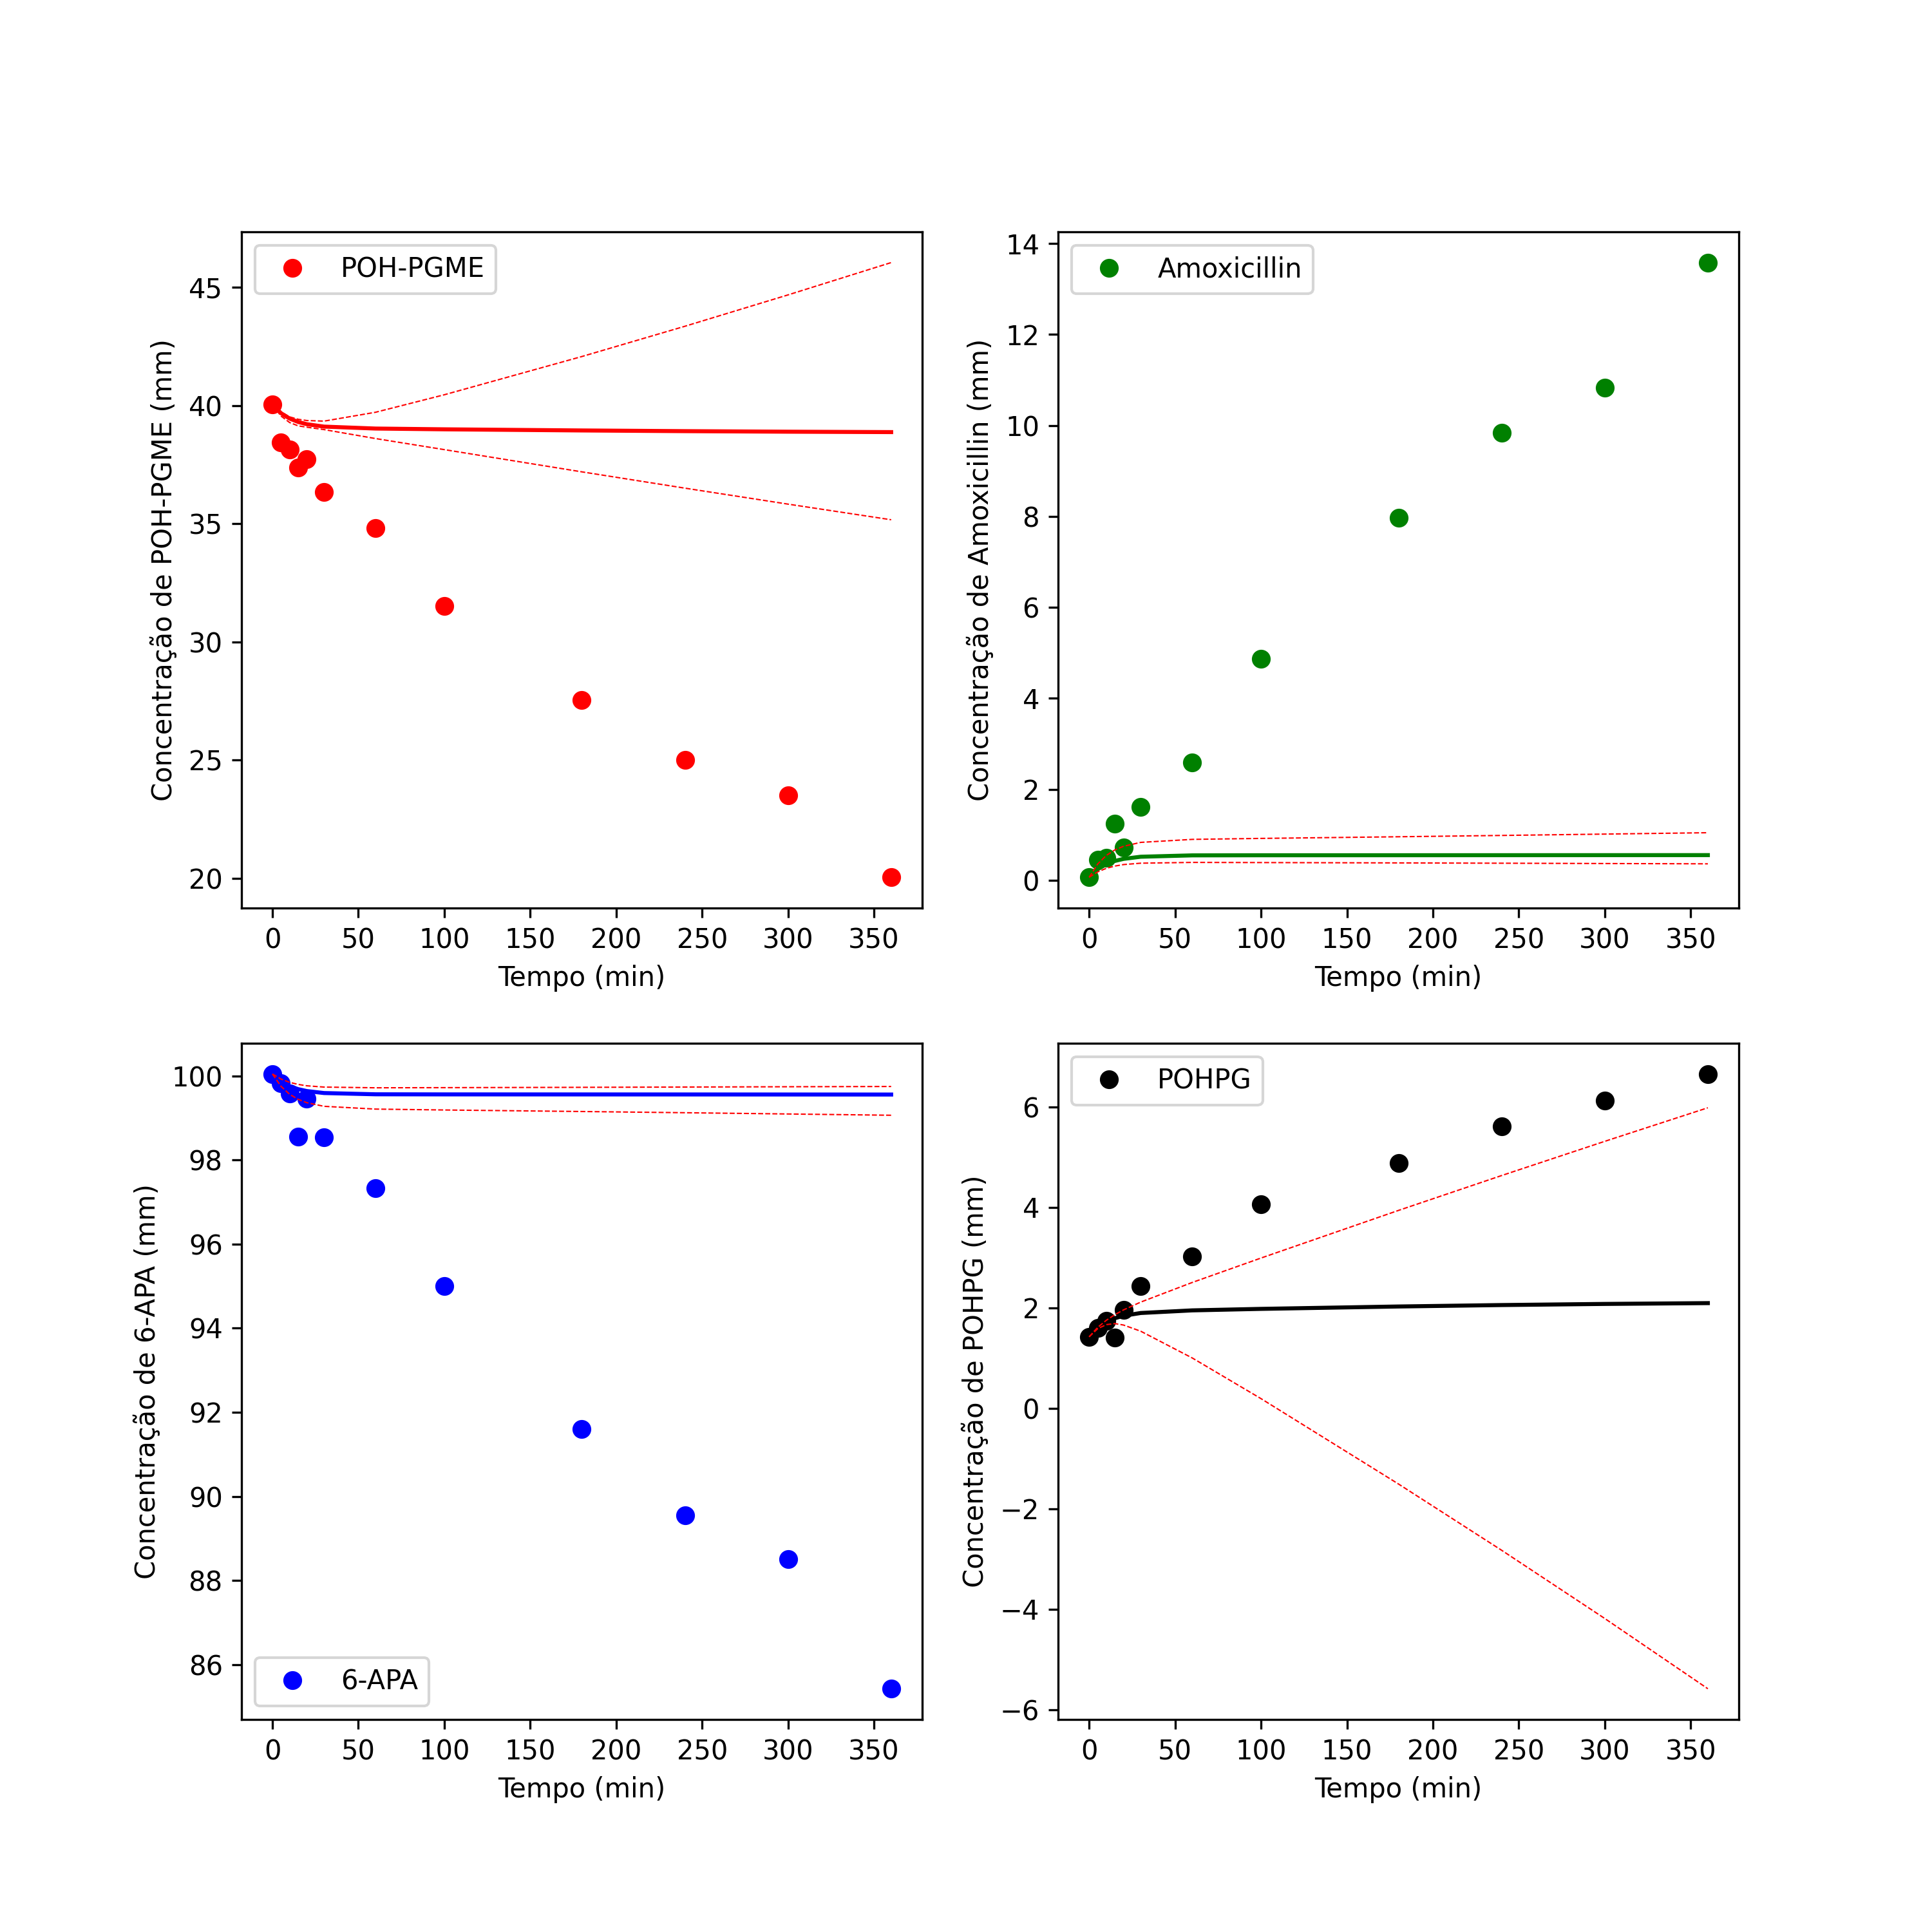 POH-PGME
Concentração de POH-PGME (mm)
45
40
35
30
25
20
0 50 100 150 200 250 300 350
Tempo (min)
Amoxicillin
Concentração de Amoxicillin (mm)
14
12
10
8
6
4
2
0
0 50 100 150 200 250 300 350
Tempo (min)
6-APA
Concentração de 6-APA (mm)
100
98
96
94
92
90
88
86
0 50 100 150 200 250 300 350
Tempo (min)
POHPG
Concentração de POHPG (mm)
6
4
2
0
−2
−4
−6
0 50 100 150 200 250 300 350
Tempo (min)